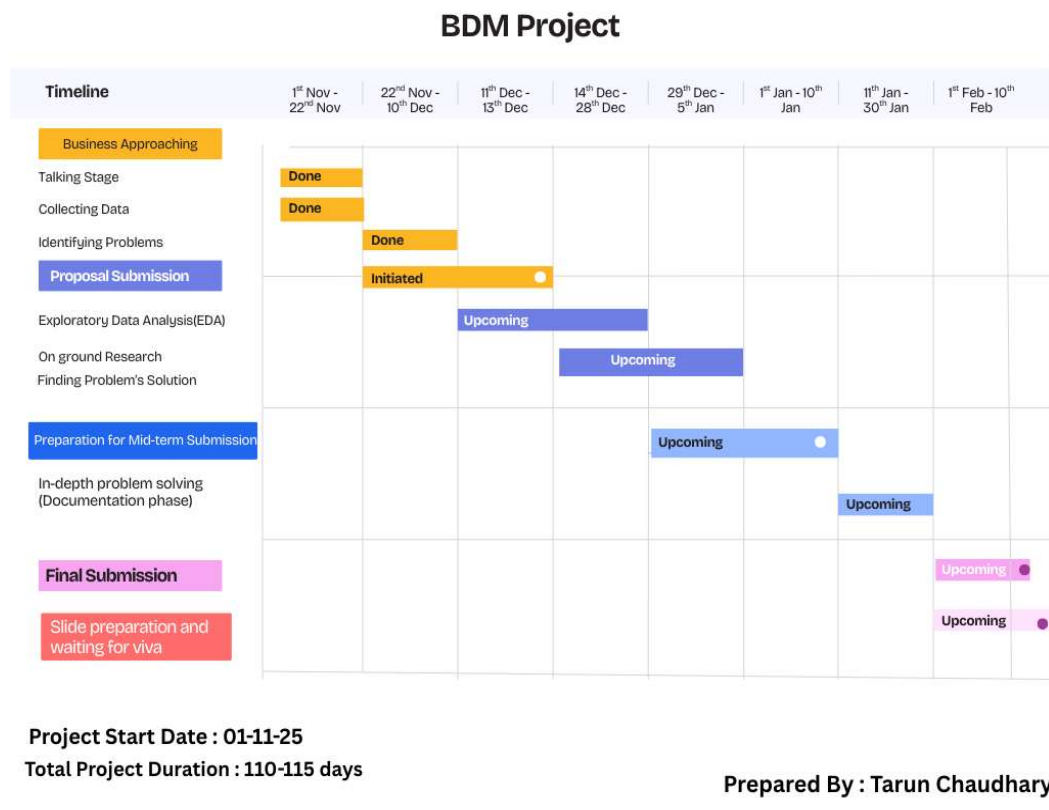 BDM Project
Timeline
1st Nov -
22nd Nov
22nd Nov -
10th Dec
11th Dec -
13th Dec
14th Dec -
28th Dec
29th Dec -
5th Jan
1st Jan - 10th
Jan
11th Jan -
30th Jan
1st Feb - 10th
Feb
Business Approaching
Talking Stage
Done
Collecting Data
Done
Identifying Problems
Done
Proposal Submission
Initiated
Exploratory Data Analysis(EDA)
Upcoming
On ground Research
Upcoming
Finding Problem's Solution
Preparation for Mid-term Submission
Upcoming
In-depth problem solving
(Documentation phase)
Upcoming
Final Submission
Upcoming
Slide preparation and
waiting for viva
Upcoming
Project Start Date : 01-11-25
Total Project Duration : 110-115 days
Prepared By : Tarun Chaudhary